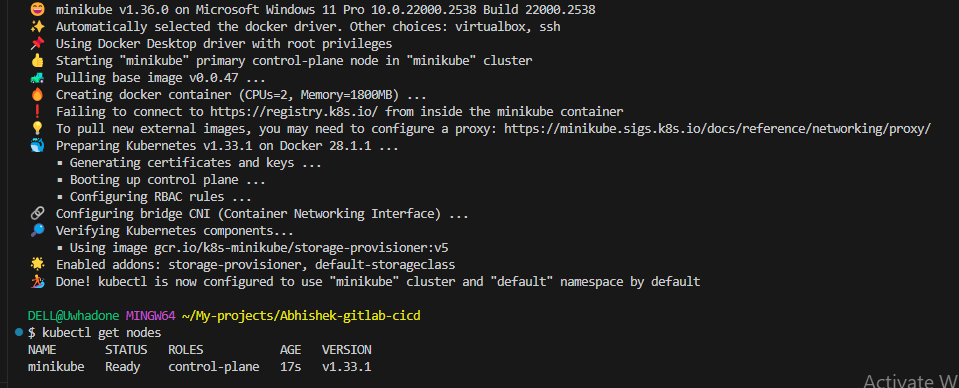 minikube v1.36.0 on Microsoft Windows 11 Pro 10.0.22000.2538 Build 22000.2538
Automatically selected the docker driver. Other choices: virtualbox, ssh
Using Docker Desktop driver with root privileges
Starting "minikube" primary control-plane node in "minikube" cluster
Pulling base image v0.0.47 ...
Creating docker container (CPUs=2, Memory=1800MB) ...
Failing to connect to https://registry.k8s.io/ from inside the minikube container
To pull new external images, you may need to configure a proxy: https://minikube.sigs.k8s.io/docs/reference/networking/proxy/
Preparing Kubernetes v1.33.1 on Docker 28.1.1 ...
▪ Generating certificates and keys ...
▪ Booting up control plane ...
▪ Configuring RBAC rules ...
Configuring bridge CNI (Container Networking Interface) ...
Verifying Kubernetes components...
▪ Using image gcr.io/k8s-minikube/storage-provisioner:v5
Enabled addons: storage-provisioner, default-storageclass
Done! kubectl is now configured to use "minikube" cluster and "default" namespace by default
DELL@Uwhadone MINGW64 ~/My-projects/Abhishek-gitlab-cicd
$ kubectl get nodes
NAME STATUS ROLES AGE VERSION
minikube Ready control-plane 17s v1.33.1
Activate W